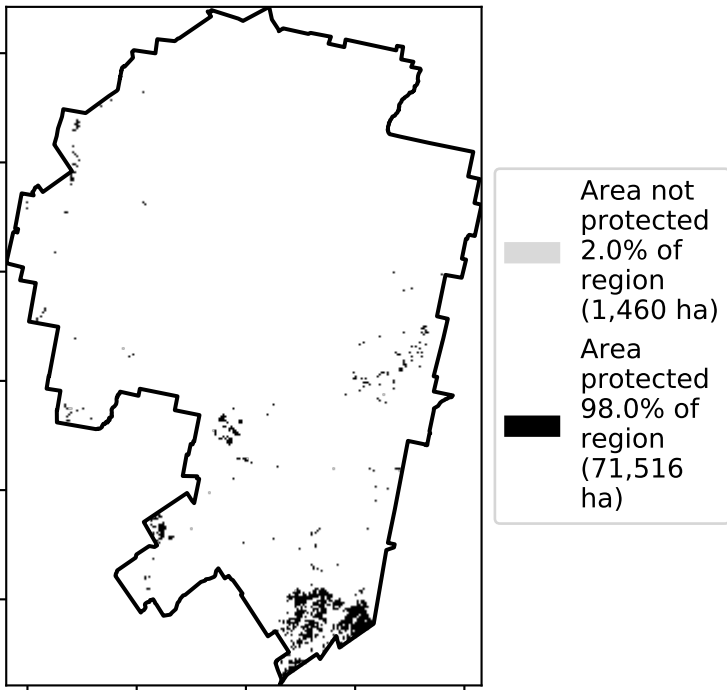 Area not
protected
2.0% of
region
(1,460 ha)
Area
protected
98.0% of
region
(71,516
ha)